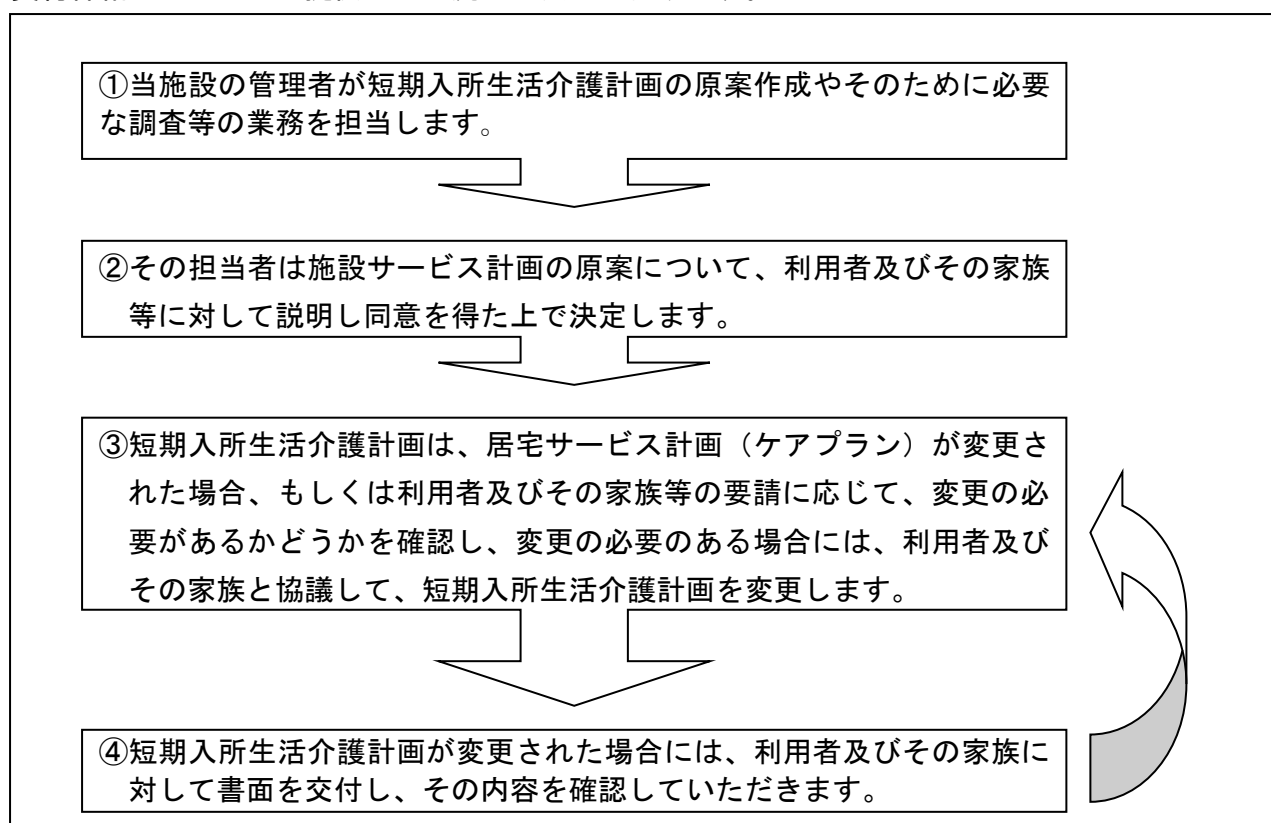 ①当施設の管理者が短期入所生活介護計画の原案作成やそのために必要
な調査等の業務を担当します。
②その担当者は施設サービス計画の原案について、利用者及びその家族
等に対して説明し同意を得た上で決定します。
③短期入所生活介護計画は、居宅サービス計画（ケアプラン）が変更さ
れた場合、もしくは利用者及びその家族等の要請に応じて、変更の必
要があるかどうかを確認し、変更の必要のある場合には、利用者及び
その家族と協議して、短期入所生活介護計画を変更します。
④短期入所生活介護計画が変更された場合には、利用者及びその家族に
対して書面を交付し、その内容を確認していただきます。